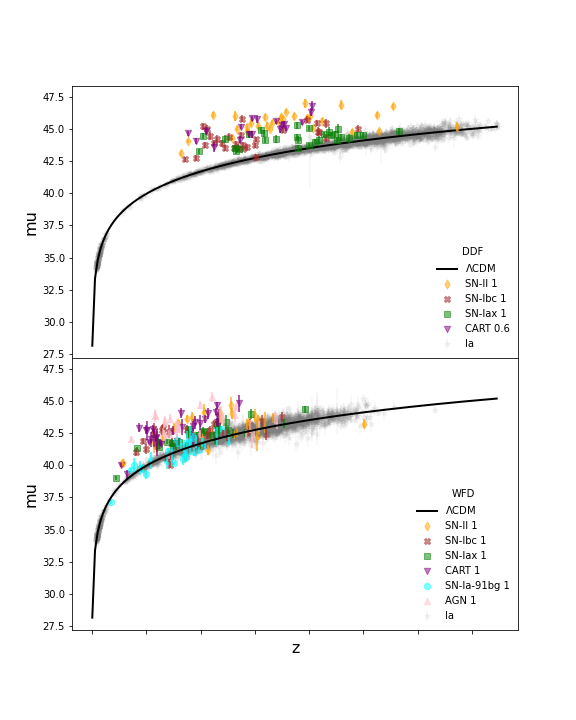 47.5
45.0
42.5
40.0
37.5
35.0
32.5
30.0
27.5
mu
DDF
ΛCDM
SN-II 1
SN-Ibc 1
SN-Iax 1
CART 0.6
Ia
47.5
45.0
42.5
40.0
37.5
35.0
32.5
30.0
27.5
mu
WFD
ΛCDM
SN-II 1
SN-Ibc 1
SN-Iax 1
CART 1
SN-Ia-91bg 1
AGN 1
Ia
z